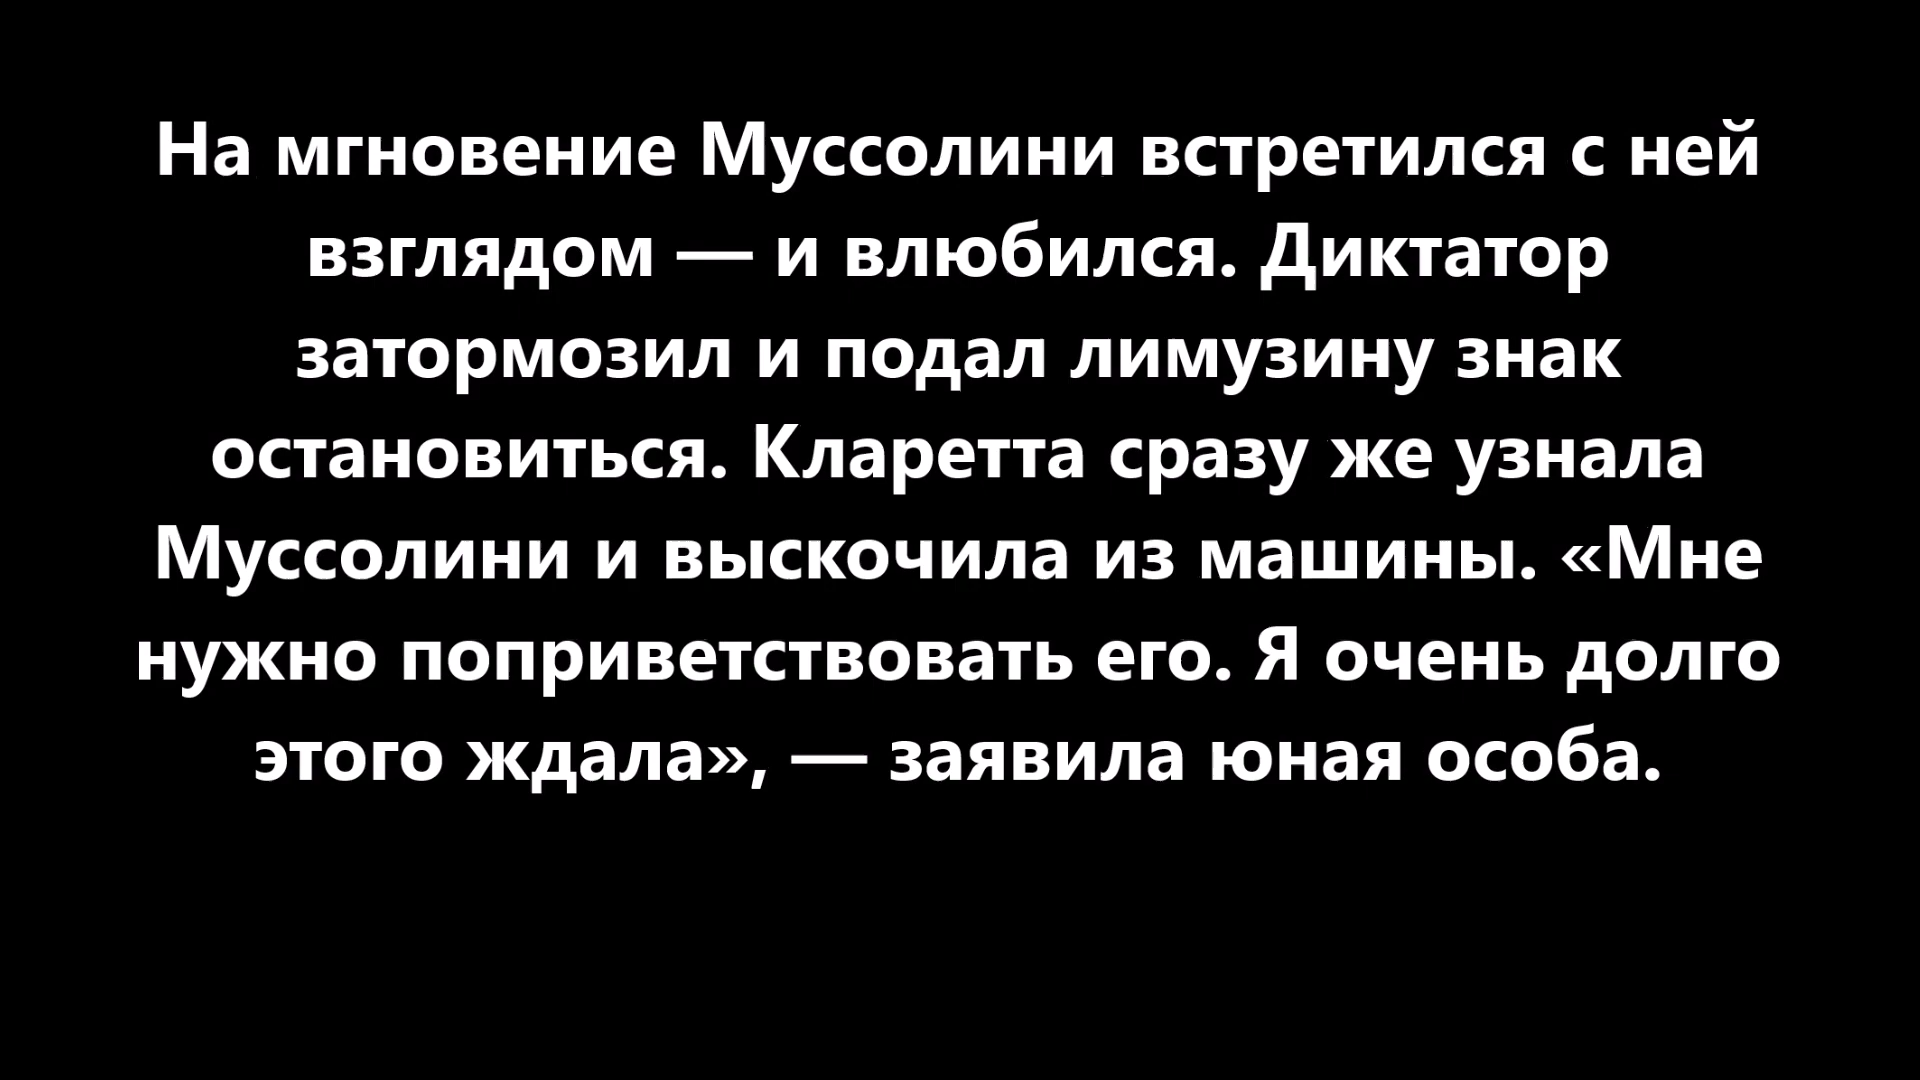 На мгновение Муссолини встретился с ней
взглядом — и влюбился. Диктатор
затормозил и подал лимузину знак
остановиться. Кларетта сразу же узнала
Муссолини и выскочила из машины. «Мне
нужно поприветствовать его. Я очень долго
этого ждала», — заявила юная особа.